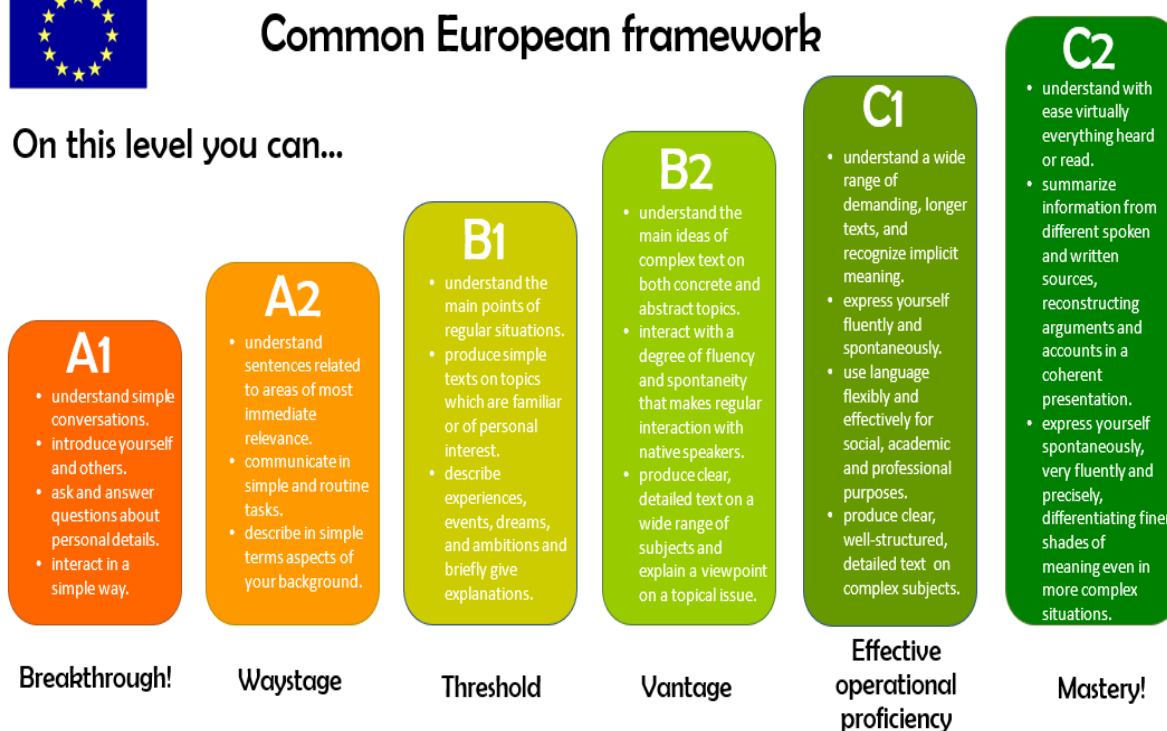 Common European framework
On this level you can...
A1
• understand simple
conversations.
• introduce yourself
and others.
• ask and answer
questions about
personal details.
• interact in a
simple way.
Breakthrough!
A2
• understand
sentences related
to areas of most
immediate
relevance.
• communicate in
simple and routine
tasks.
• describe in simple
terms aspects of
your background.
Waystage
B1
• understand the
main points of
regular situations.
• produce simple
texts on topics
which are familiar
or of personal
interest.
• describe
experiences,
events, dreams,
and ambitions and
briefly give
explanations.
Threshold
B2
• understand the
main ideas of
complex text on
both concrete and
abstract topics.
• interact with a
degree of fluency
and spontaneity
that makes regular
interaction with
native speakers.
• produce clear,
detailed text on a
wide range of
subjects and
explain a viewpoint
on a topical issue.
Vantage
C1
• understand a wide
range of
demanding, longer
texts, and
recognize implicit
meaning.
• express yourself
fluently and
spontaneously.
• use language
flexibly and
effectively for
social, academic
and professional
purposes.
• produce clear,
well-structured,
detailed text on
complex subjects.
Effective
operational
proficiency
C2
• understand with
ease virtually
everything heard
or read.
• summarize
information from
different spoken
and written
sources,
reconstructing
arguments and
accounts in a
coherent
presentation.
• express yourself
spontaneously,
very fluently and
precisely,
differentiating finer
shades of
meaning even in
more complex
situations.
Mastery!